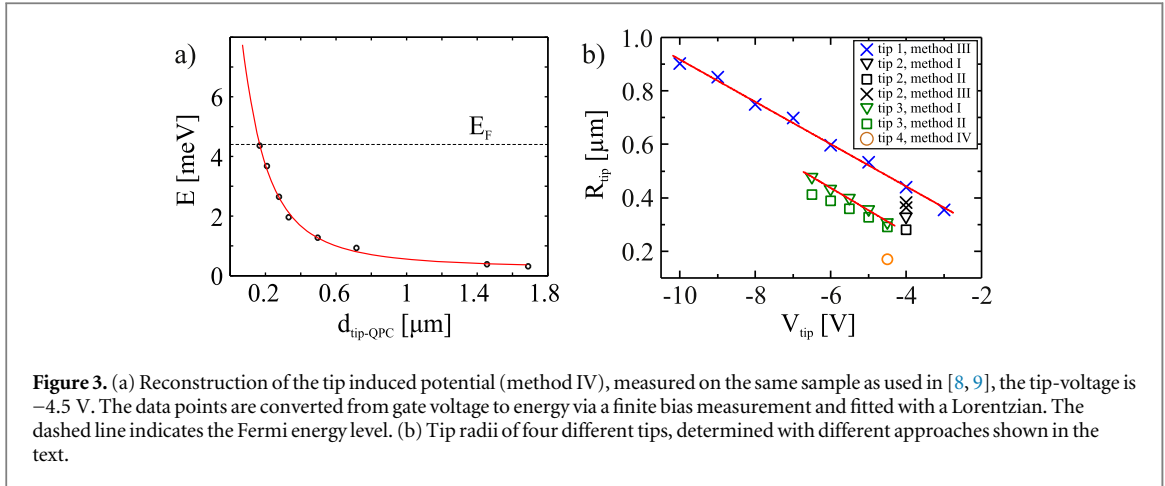 a)
E [meV]
8
6
4
2
0
E_F
0.2
0.6
1
1.4
1.8
d_tip-QPC [μm]
b)
R_tip [μm]
1.0
0.8
0.6
0.4
0.2
tip 1, method III
tip 2, method I
tip 2, method II
tip 2, method III
tip 3, method I
tip 3, method II
tip 4, method IV
-10
-8
-6
-4
-2
V_tip [V]
Figure 3. (a) Reconstruction of the tip induced potential (method IV), measured on the same sample as used in [8, 9], the tip-voltage is
−4.5 V. The data points are converted from gate voltage to energy via a finite bias measurement and fitted with a Lorentzian. The
dashed line indicates the Fermi energy level. (b) Tip radii of four different tips, determined with different approaches shown in the
text.